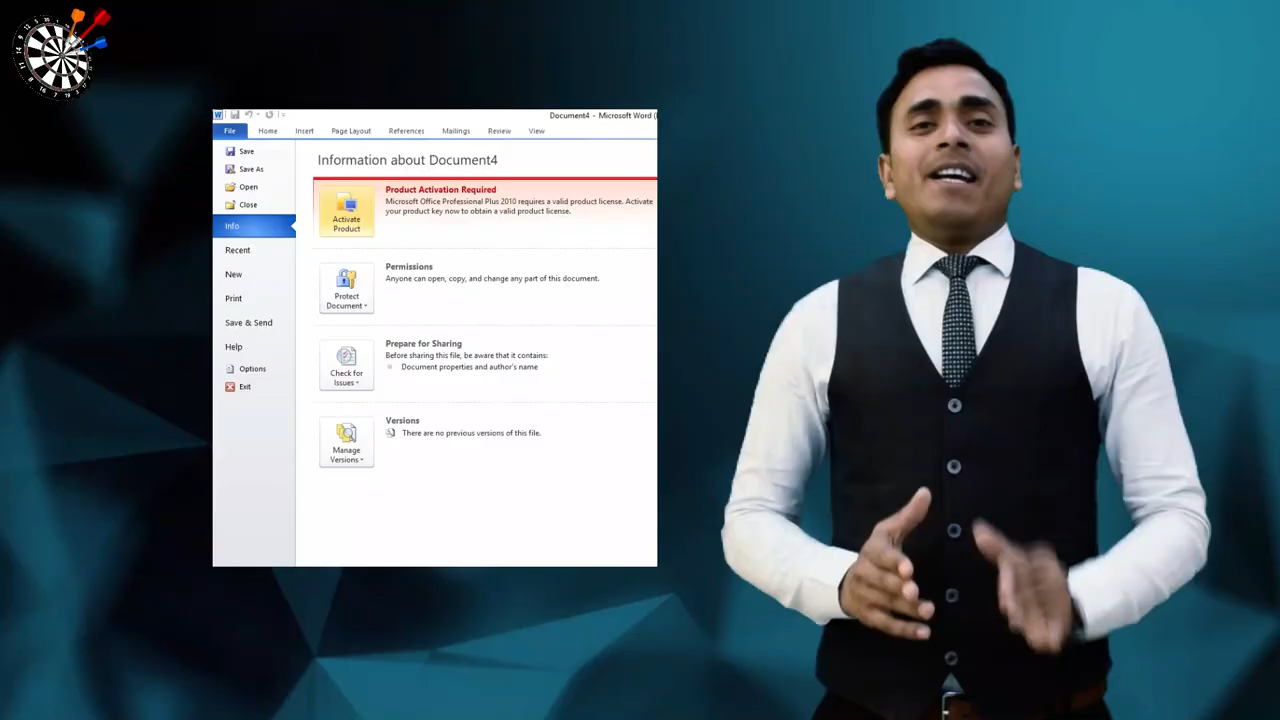 Document4 - Microsoft Word (
File Home Insert Page Layout References Mailings Review View
Save
Save As
Open
Close
Info
Recent
New
Print
Save & Send
Help
Options
Exit
Information about Document4
Activate
Product
Product Activation Required
Microsoft Office Professional Plus 2010 requires a valid product license. Activate
your product key now to obtain a valid product license.
Protect
Document
Permissions
Anyone can open, copy, and change any part of this document.
Check for
Issues
Prepare for Sharing
Before sharing this file, be aware that it contains:
Document properties and author's name
Manage
Versions
Versions
There are no previous versions of this file.